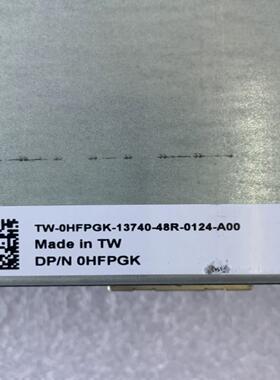 TW-0HFPGK-13740-48R-0124-A00
Made in TW
DP/N 0HFPGK